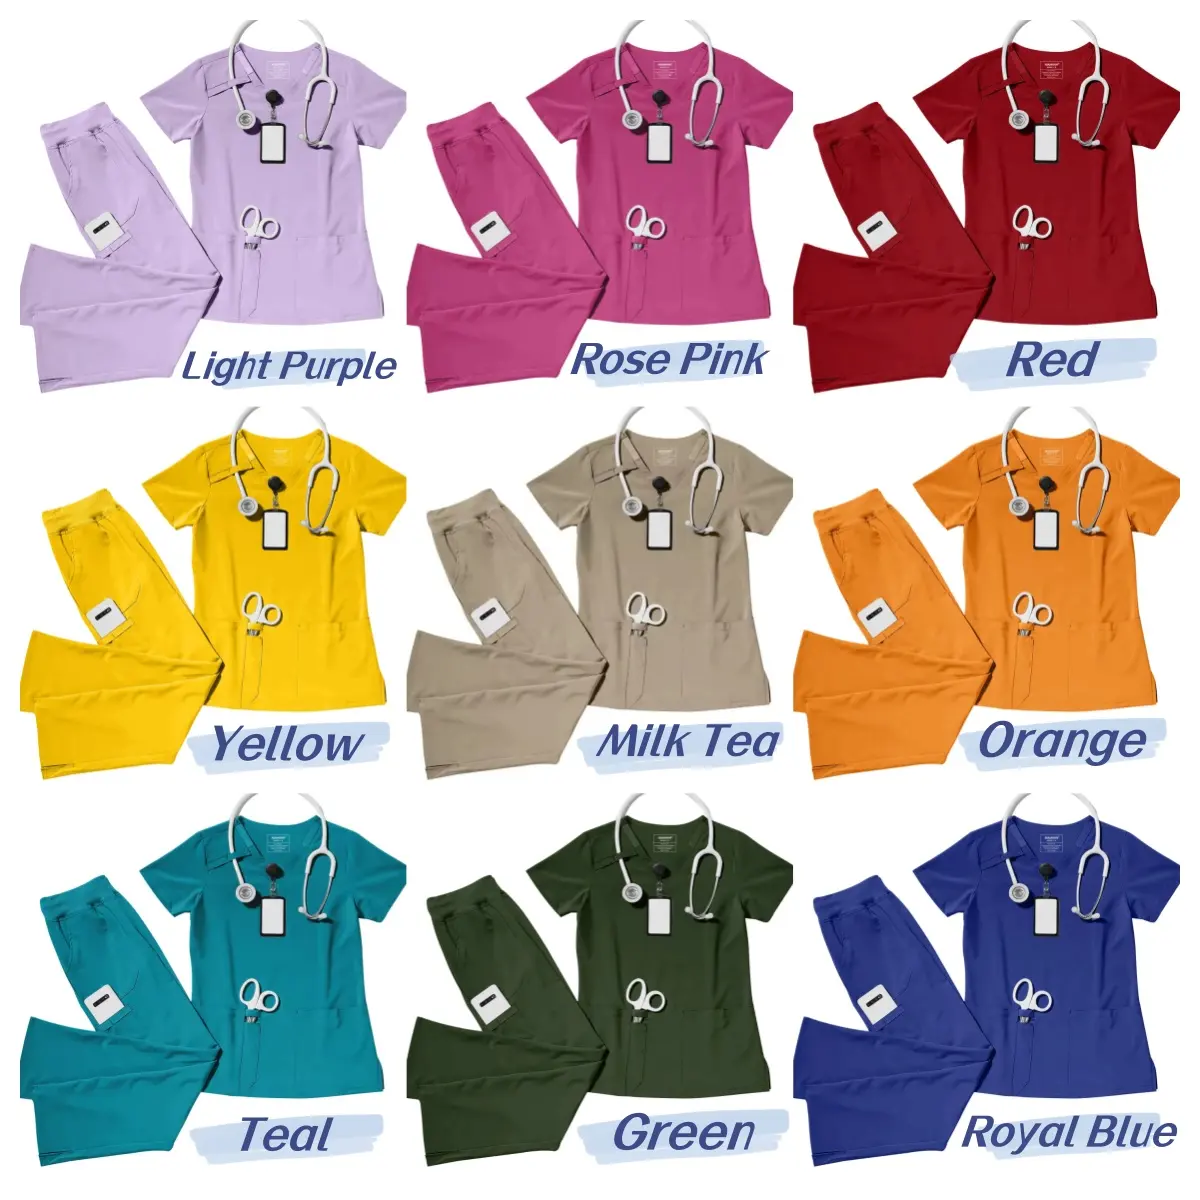 Light Purple
Rose Pink
Red
Yellow
Milk Tea
Orange
Teal
Green
Royal Blue